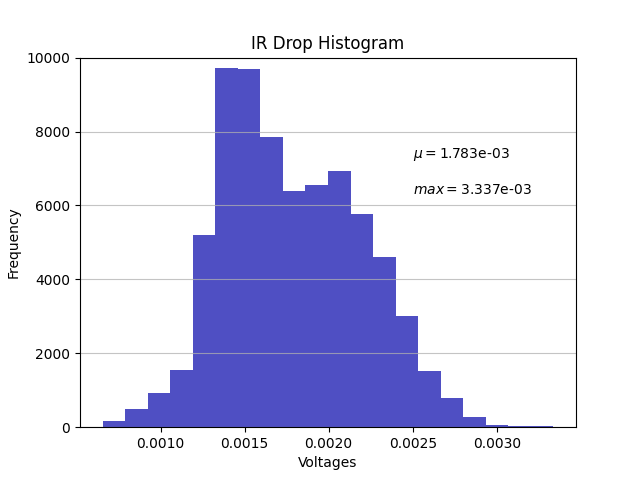 IR Drop Histogram
10000
8000
6000
4000
2000
0
Frequency
μ = 1.783e-03
max = 3.337e-03
0.0010 0.0015 0.0020 0.0025 0.0030
Voltages